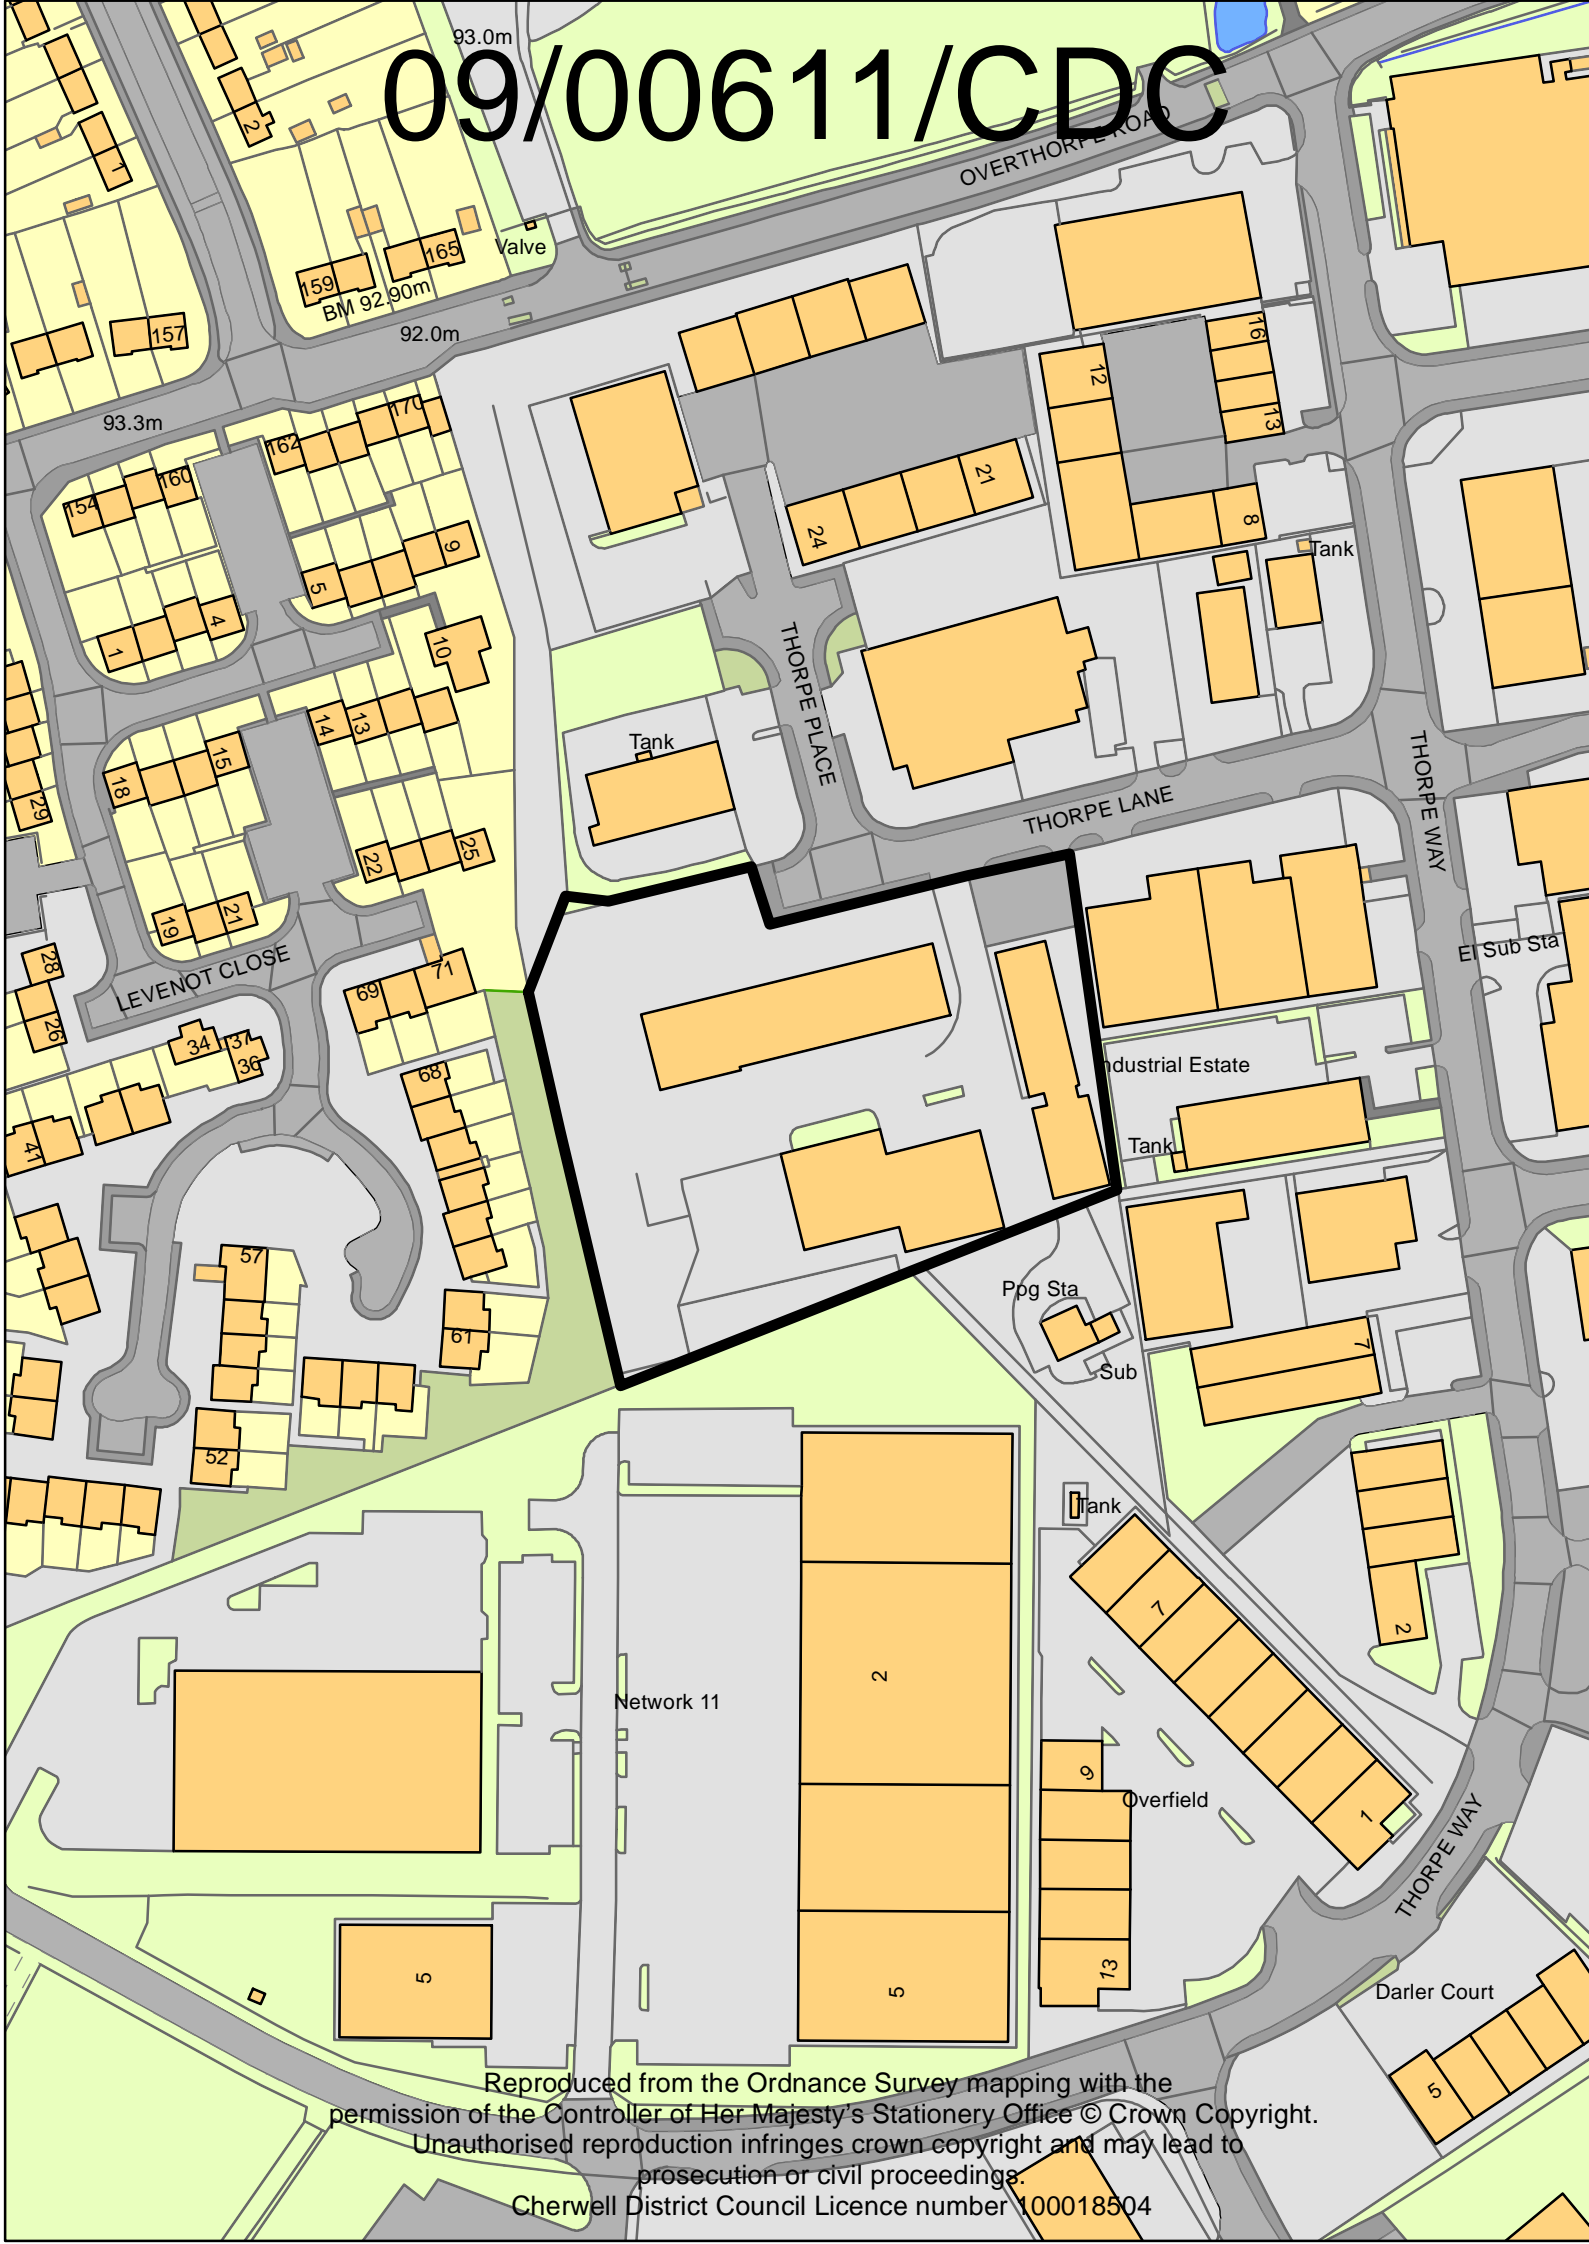 93.0m
09/00611/CDC
OVERTHORPE ROAD
2
1
Valve
165
159
BM 92.90m
157
92.0m
16
12
13
93.3m
170
162
160
154
21
24
8
Tank
9
5
4
1
10
THORPE PLACE
14
13
15
18
29
Tank
THORPE WAY
THORPE LANE
22
25
19
21
28
26
LEVENOT CLOSE
71
69
El Sub Sta
34
37
36
68
ndustrial Estate
41
Tank
57
Ppg Sta
61
7
Sub
52
Tank
7
2
2
Network 11
9
Overfield
1
THORPE WAY
13
5
5
Darler Court
5
Reproduced from the Ordnance Survey mapping with the
permission of the Controller of Her Majesty's Stationery Office © Crown Copyright.
Unauthorised reproduction infringes crown copyright and may lead to
prosecution or civil proceedings.
Cherwell District Council Licence number 100018504